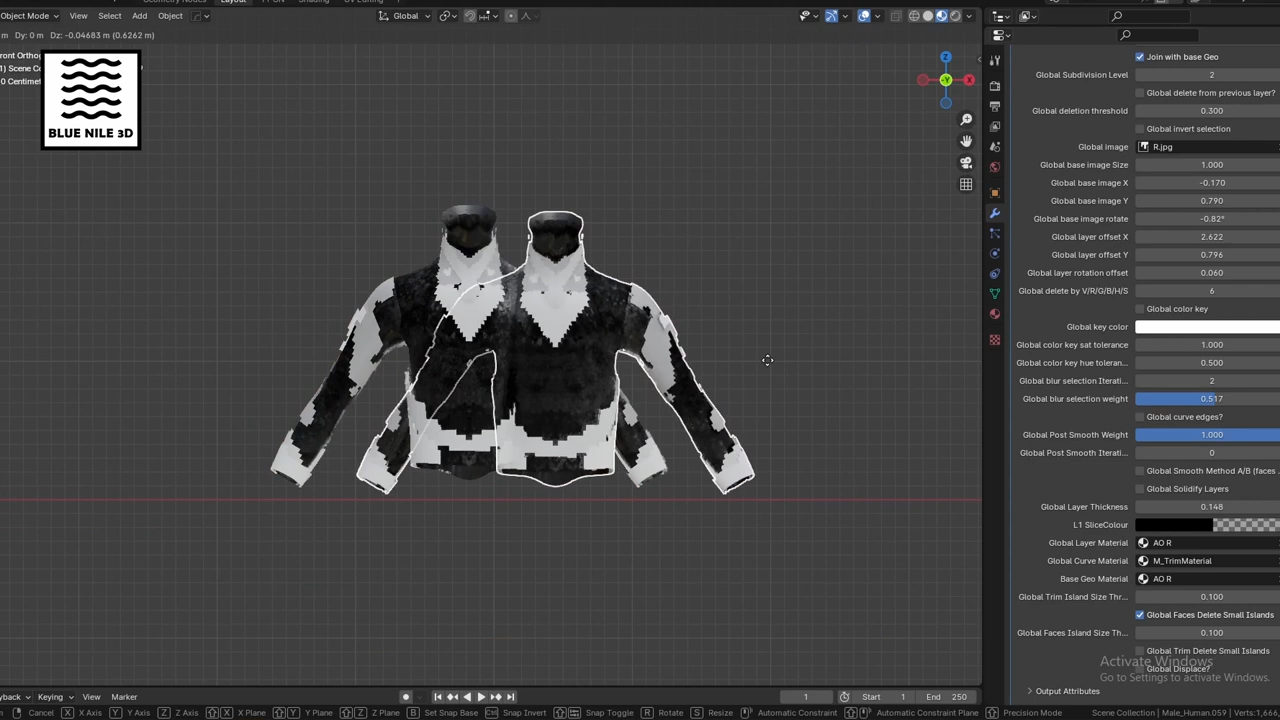 Object Mode View Select Add Object Global
m Dy: 0 m Dz: -0.04683 m (0.6262 m)
ront Orthog
1) Scene Co
0 Centimet
BLUE NILE 3D
Z
X
-Y
Join with base Geo
Global Subdivision Level 2
Global delete from previous layer?
Global deletion threshold 0.300
Global invert selection
Global image R.jpg
Global base image Size 1.000
Global base image X -0.170
Global base image Y 0.790
Global base image rotate -0.82°
Global layer offset X 2.622
Global layer offset Y 0.796
Global layer rotation offset 0.060
Global delete by V/R/G/B/H/S 6
Global color key
Global key color
Global color key sat tolerance 1.000
Global color key hue toleran... 0.500
Global blur selection Iterati... 2
Global blur selection weight 0.517
Global curve edges?
Global Post Smooth Weight 1.000
Global Post Smooth Iterati... 0
Global Smooth Method A/B (faces
Global Solidify Layers
Global Layer Thickness 0.148
L1 SliceColour
Global Layer Material AO R
Global Curve Material M_TrimMaterial
Base Geo Material AO R
Global Trim Island Size Thr... 0.100
Global Faces Delete Small Islands
Global Faces Island Size Th... 0.100
Global Trim Delete Small Islands
Global Displace?
Activate Windows
Go to Settings to activate Windows.
Output Attributes
yback Keying View Marker 1 Start 1 End 250
m Cancel X X Axis Y Y Axis Z Z Axis X X Plane Y Y Plane Z Z Plane B Set Snap Base Snap Invert Snap Toggle R Rotate S Resize Automatic Constraint Automatic Constraint Plane Precision Mode Scene Collection | Male_Human.059 | Verts:1,666